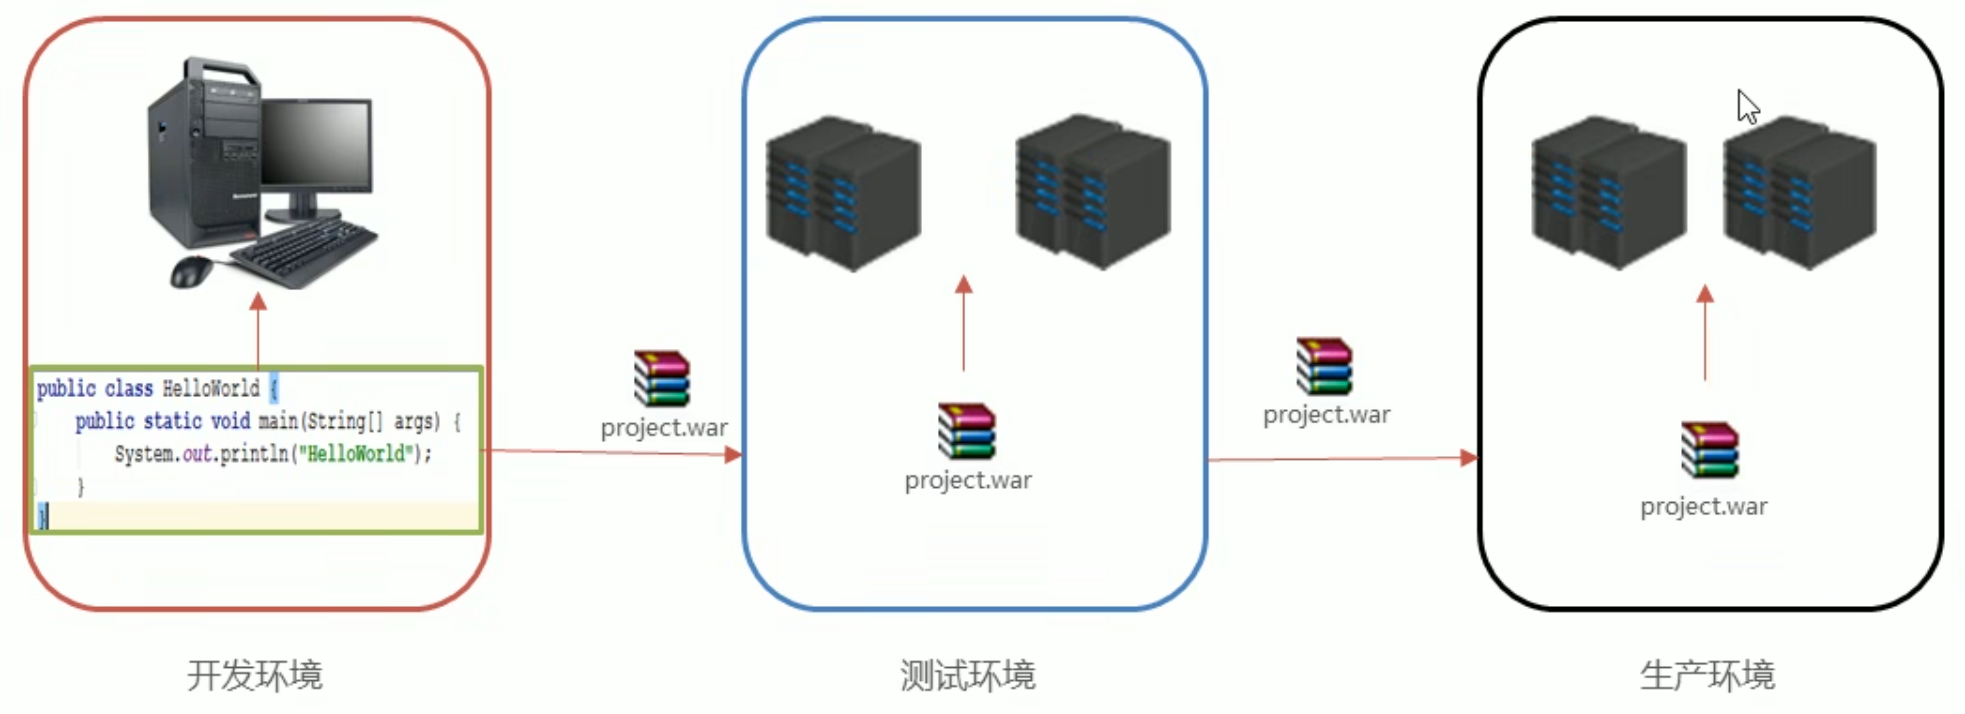 public class HelloWorld {
public static void main(String[] args) {
System.out.println("HelloWorld");
}
}
project.war
project.war
project.war
project.war
开发环境
测试环境
生产环境